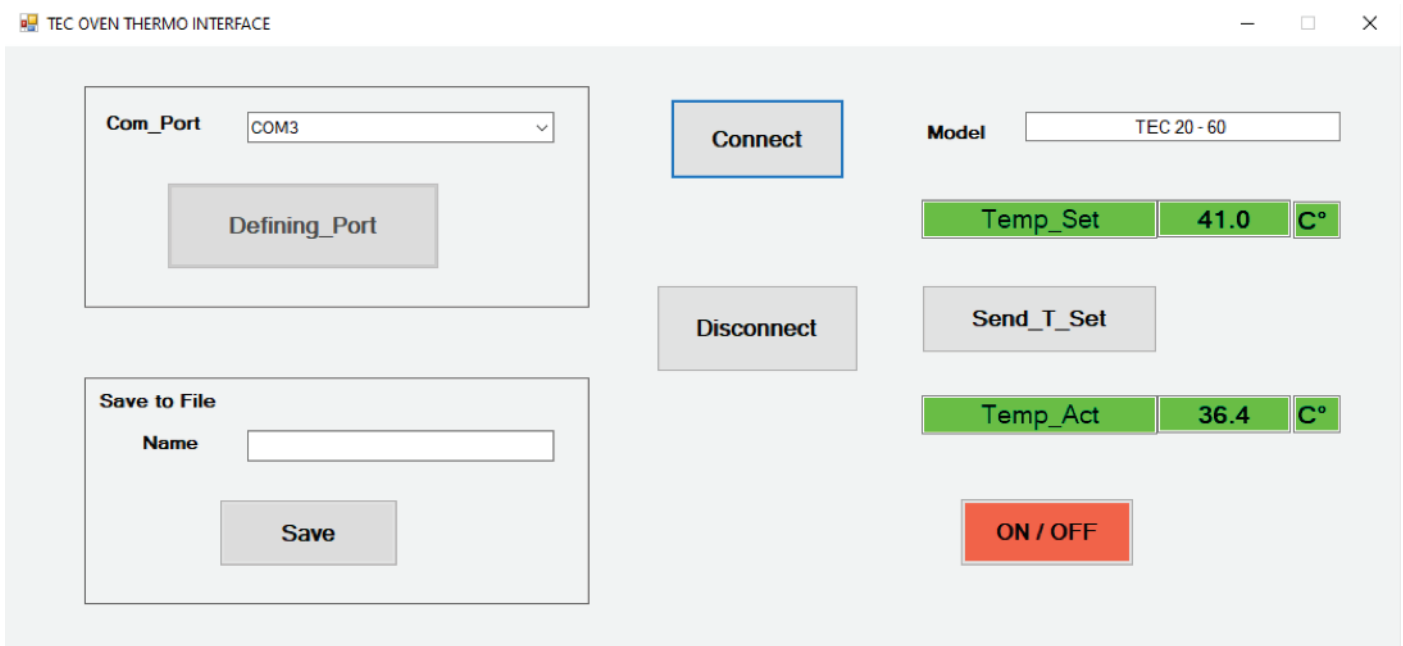 TEC OVEN THERMO INTERFACE
Com_Port COM3
Defining_Port
Save to File
Name
Save
Connect
Disconnect
Model TEC 20 - 60
Temp_Set 41.0 C°
Send_T_Set
Temp_Act 36.4 C°
ON / OFF